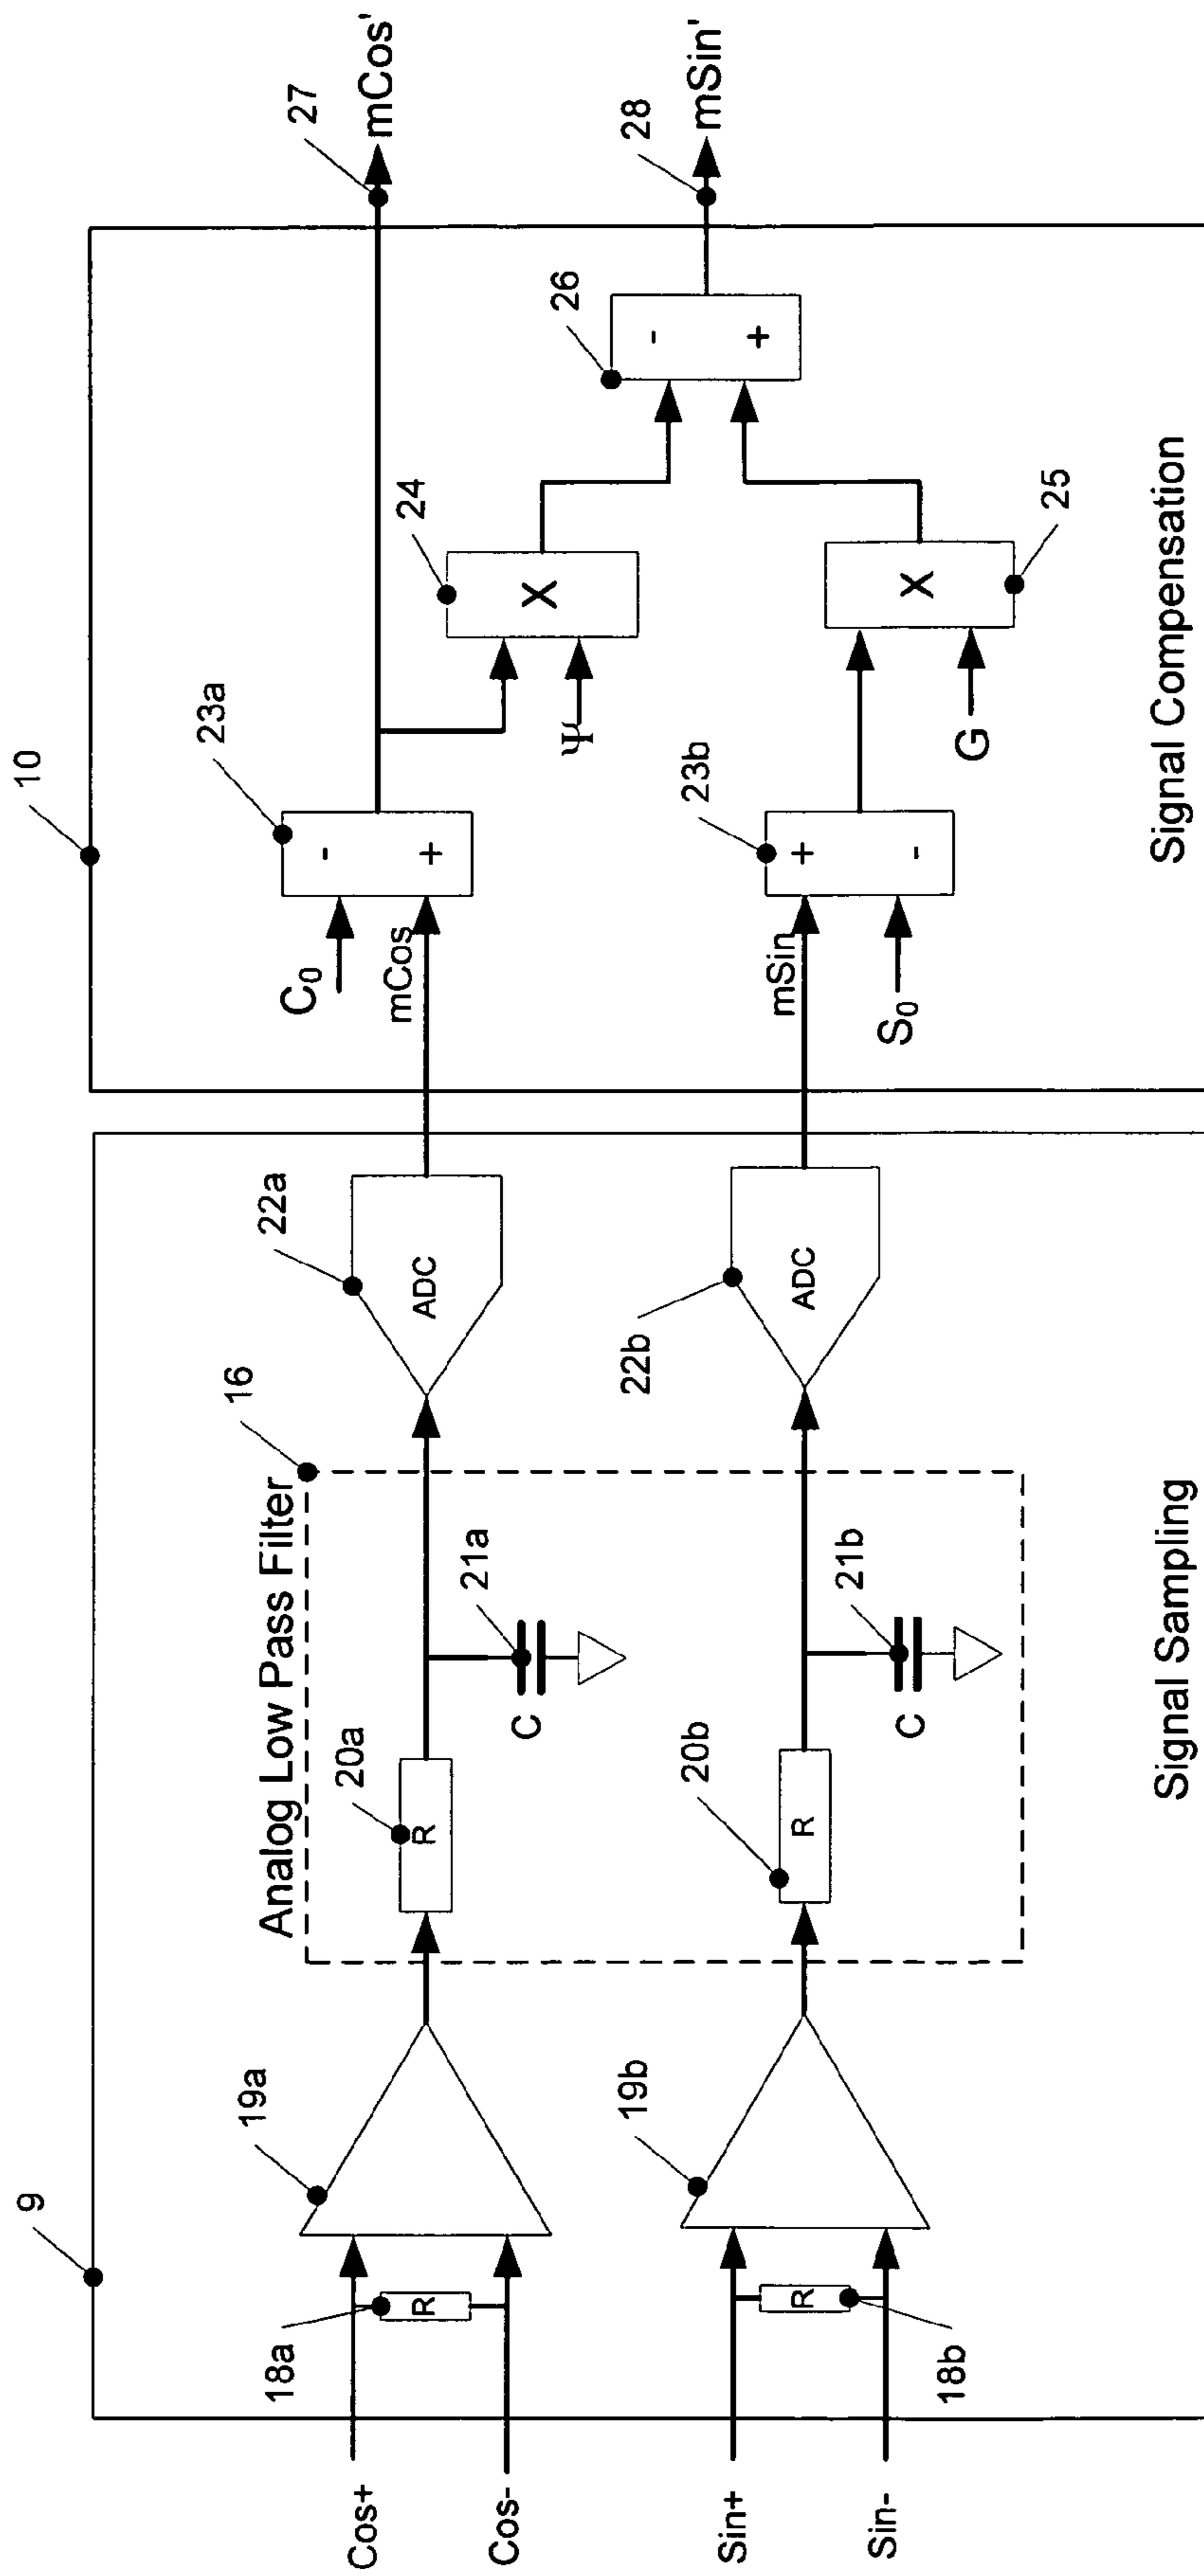 9
10
Analog Low Pass Filter
16
Cos+
Cos-
18a
R
19a
20a
R
21a
C
22a
ADC
C₀
mCos
23a
-
+
24
X
Ψ
27
mCos'
Sin+
Sin-
18b
R
19b
20b
R
21b
C
22b
ADC
mSin
S₀
23b
+
-
25
X
G
26
-
+
28
mSin'
Signal Sampling
Signal Compensation